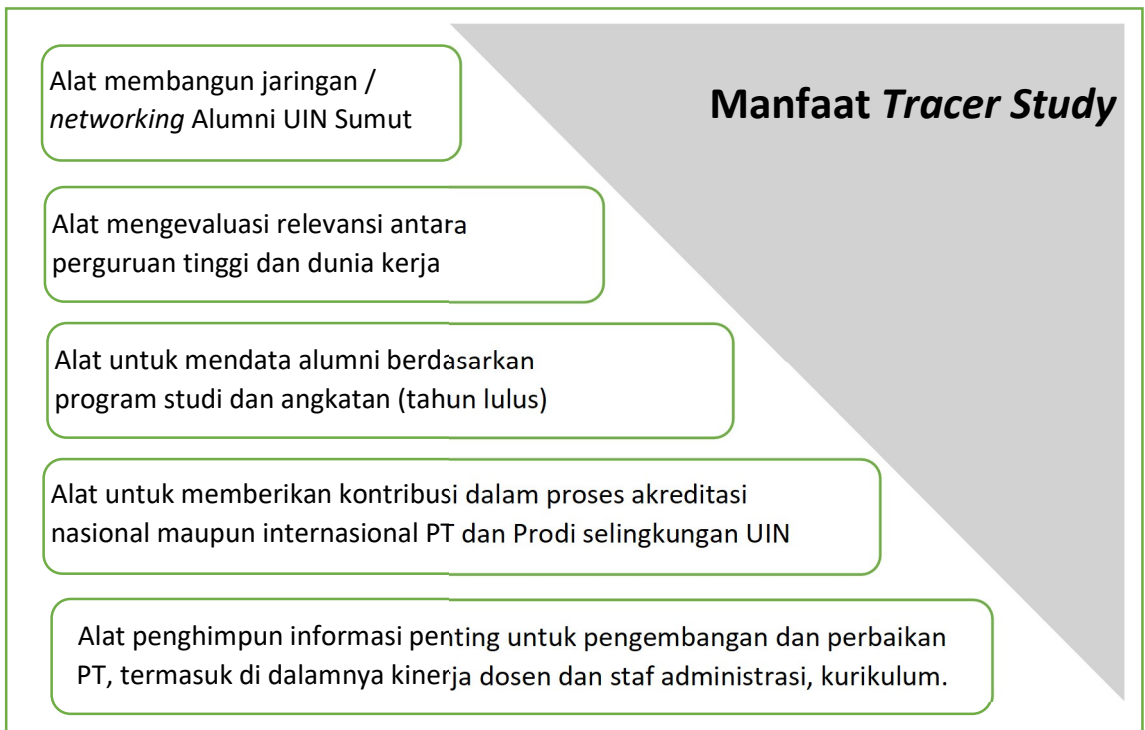 Manfaat Tracer Study
Alat membangun jaringan /
networking Alumni UIN Sumut
Alat mengevaluasi relevansi antara
perguruan tinggi dan dunia kerja
Alat untuk mendata alumni berdasarkan
program studi dan angkatan (tahun lulus)
Alat untuk memberikan kontribusi dalam proses akreditasi
nasional maupun internasional PT dan Prodi selingkungan UIN
Alat penghimpun informasi penting untuk pengembangan dan perbaikan
PT, termasuk di dalamnya kinerja dosen dan staf administrasi, kurikulum.